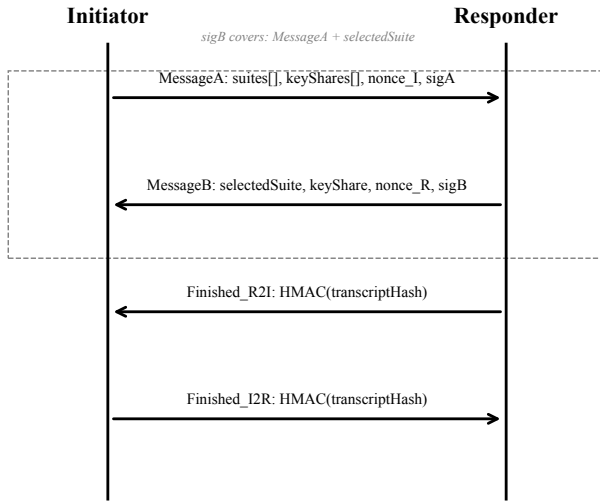 Initiator
Responder
sigB covers: MessageA + selectedSuite
MessageA: suites[], keyShares[], nonce_I, sigA
MessageB: selectedSuite, keyShare, nonce_R, sigB
Finished_R2I: HMAC(transcriptHash)
Finished_I2R: HMAC(transcriptHash)